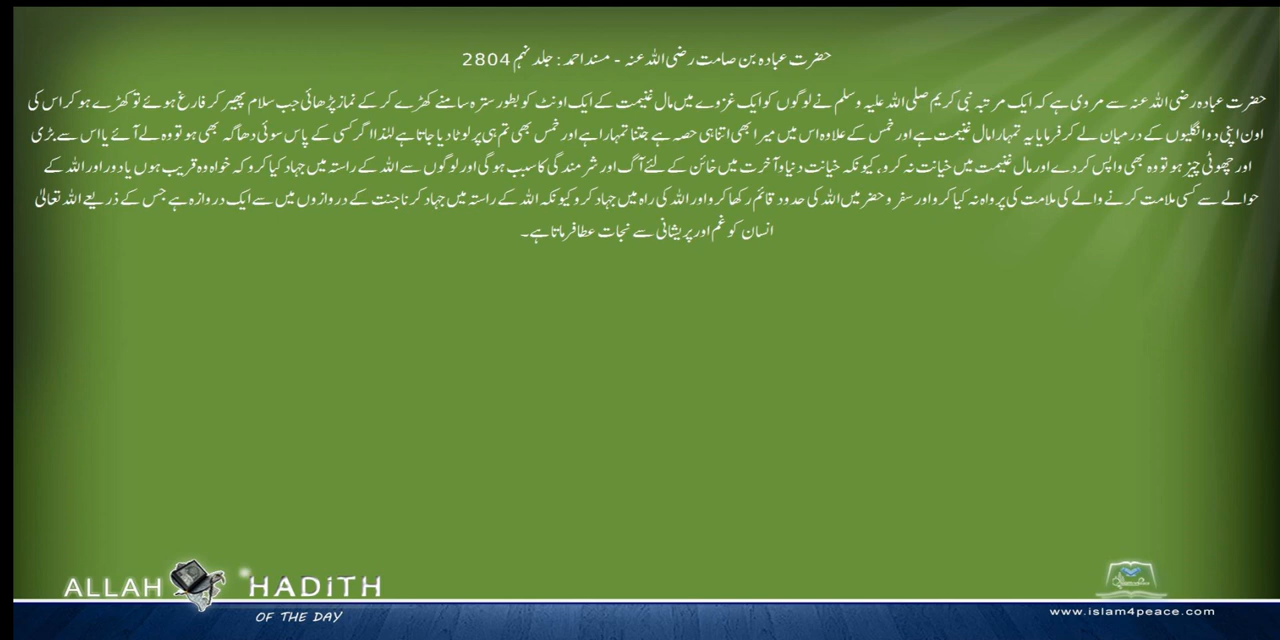 حضرت عبادہ بن صامت رضی اللہ عنہ - مسند احمد : جلد نہم 2804
حضرت عبادہ رضی اللہ عنہ سے مروی ہے کہ ایک مرتبہ نبی کریم صلی اللہ علیہ وسلم نے لوگوں کو ایک غزوے میں مال غنیمت کے ایک اونٹ کو بطور سترہ سامنے کھڑے کر کے نماز پڑھائی جب سلام پھیر کر فارغ ہوئے تو کھڑے ہو کر اس کی
اون اپنی دو انگلیوں کے درمیان لے کر فرمایا یہ تمہارا مال غنیمت ہے اور خمس کے علاوہ اس میں میرا بھی اتنا ہی حصہ ہے جتنا تمہارا ہے اور خمس بھی تم ہی پر لوٹا دیا جاتا ہے لہٰذا اگر کسی کے پاس سوئی دھاگہ بھی ہو تو وہ لے آئے یا اس سے بڑی
اور چھوٹی چیز ہو تو وہ بھی واپس کر دے اور مال غنیمت میں خیانت نہ کرو، کیونکہ خیانت دنیا و آخرت میں خائن کے لئے آگ اور شرمندگی کا سبب ہوگی اور لوگوں سے اللہ کے راستہ میں جہاد کیا کرو کہ خواہ وہ قریب ہوں یا دور اور اللہ کے
حوالے سے کسی ملامت کرنے والے کی ملامت کی پرواہ نہ کیا کرو اور سفر و حضر میں اللہ کی حدود قائم رکھا کرو اور اللہ کی راہ میں جہاد کرو کیونکہ اللہ کے راستہ میں جہاد کرنا جنت کے دروازوں میں سے ایک دروازہ ہے جس کے ذریعے اللہ تعالیٰ
انسان کو غم اور پریشانی سے نجات عطا فرماتا ہے۔
ALLAH HADITH
OF THE DAY
www.islam4peace.com